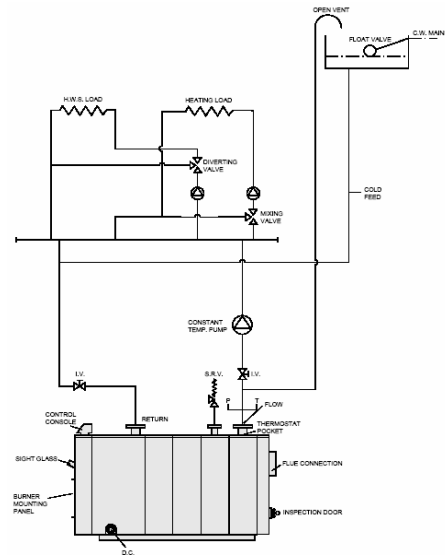 OPEN VENT
C.W. MAIN
FLOAT VALVE
H.W.S. LOAD
HEATING LOAD
DIVERTING
VALVE
MIXING
VALVE
COLD
FEED
CONSTANT
TEMP. PUMP
I.V.
S.R.V.
I.V.
P
T
FLOW
CONTROL
CONSOLE
RETURN
THERMOSTAT
POCKET
SIGHT GLASS
FLUE CONNECTION
BURNER
MOUNTING
PANEL
INSPECTION DOOR
D.C.